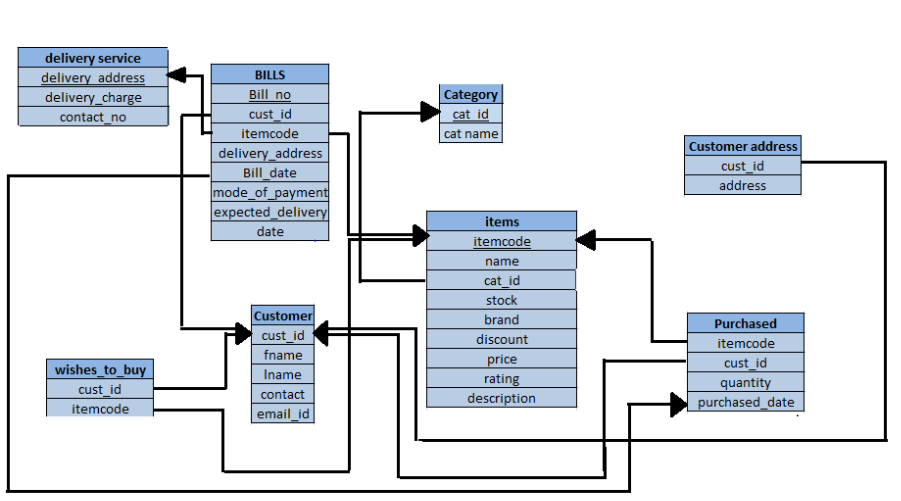 delivery service
delivery_address
delivery_charge
contact_no
BILLS
Bill_no
cust_id
itemcode
delivery_address
Bill_date
mode_of_payment
expected_delivery
date
Category
cat_id
cat name
Customer address
cust_id
address
items
itemcode
name
cat_id
stock
brand
discount
price
rating
description
Customer
cust_id
fname
lname
contact
email_id
wishes_to_buy
cust_id
itemcode
Purchased
itemcode
cust_id
quantity
purchased_date